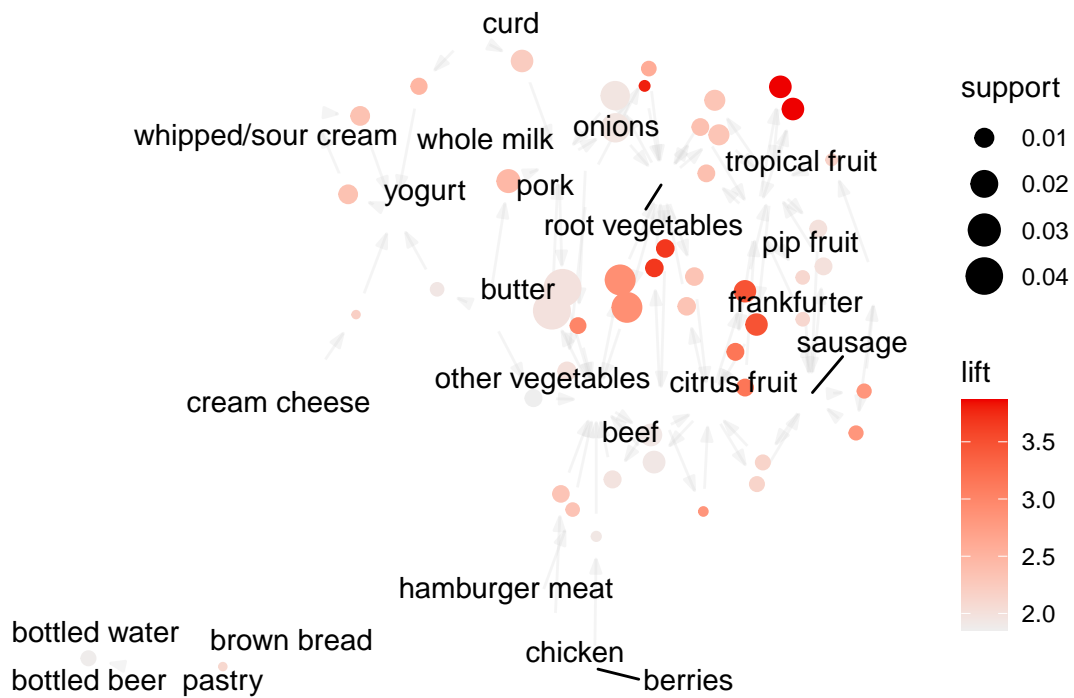 curd
support
whipped/sour cream
whole milk
onions
0.01
tropical fruit
yogurt
pork
0.02
root vegetables
0.03
pip fruit
0.04
butter
frankfurter
sausage
lift
other vegetables
citrus fruit
cream cheese
beef
3.5
3.0
2.5
hamburger meat
2.0
bottled water
brown bread
chicken
bottled beer
pastry
berries